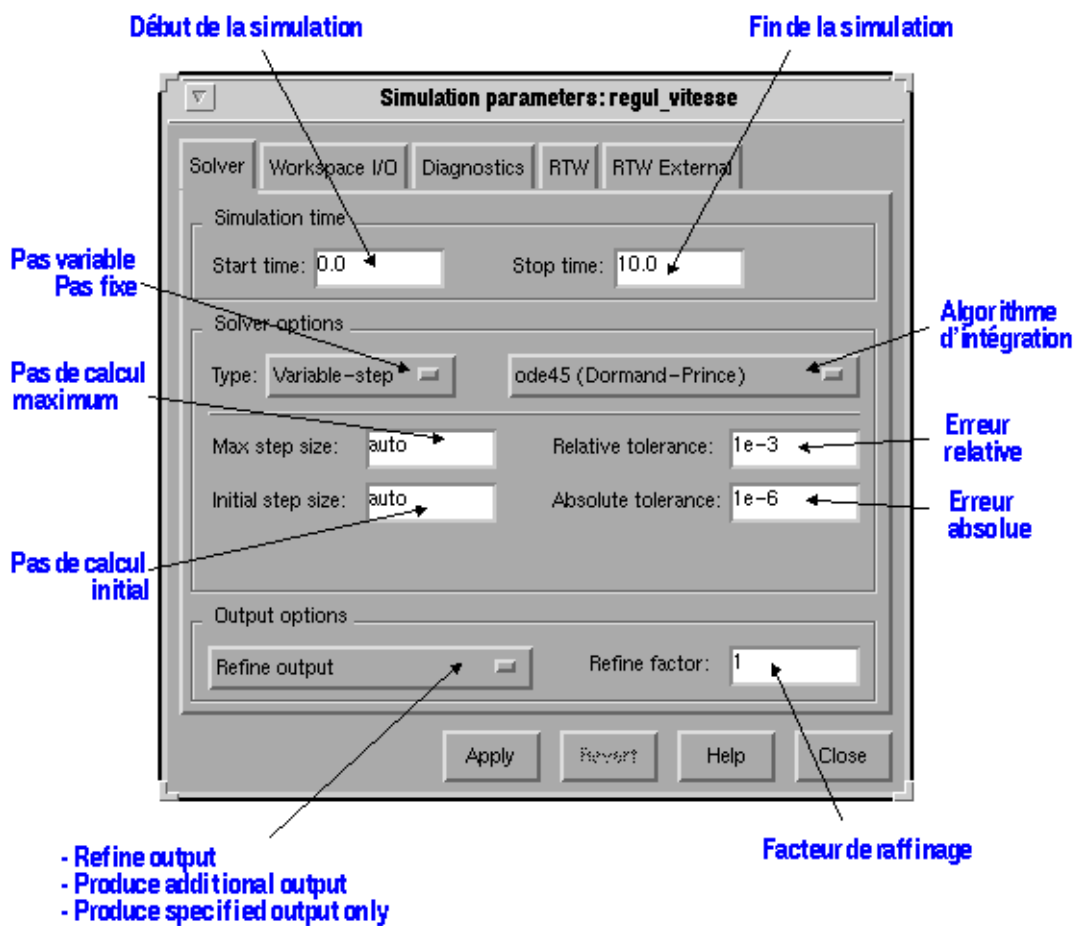 Début de la simulation
Fin de la simulation
Simulation parameters: regul_vitesse
Solver Workspace I/O Diagnostics RTW RTW External
Simulation time
Start time: 0.0 Stop time: 10.0
Pas variable
Pas fixe
Solver options
Algorithme
d'intégration
Type: Variable-step ode45 (Dormand-Prince)
Pas de calcul
maximum
Max step size: auto Relative tolerance: 1e-3
Erreur
relative
Initial step size: auto Absolute tolerance: 1e-6
Erreur
absolue
Pas de calcul
initial
Output options
Refine output Refine factor: 1
Apply Revert Help Close
Facteur de raffinage
- Refine output
- Produce additional output
- Produce specified output only